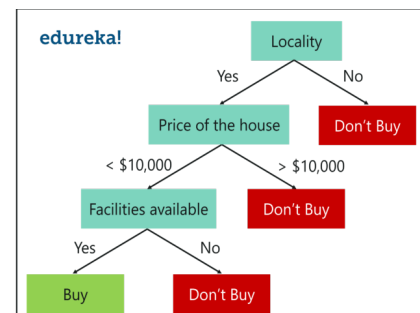 edureka!
Locality
Yes
No
Price of the house
Don't Buy
< $10,000
> $10,000
Facilities available
Don't Buy
Yes
No
Buy
Don't Buy